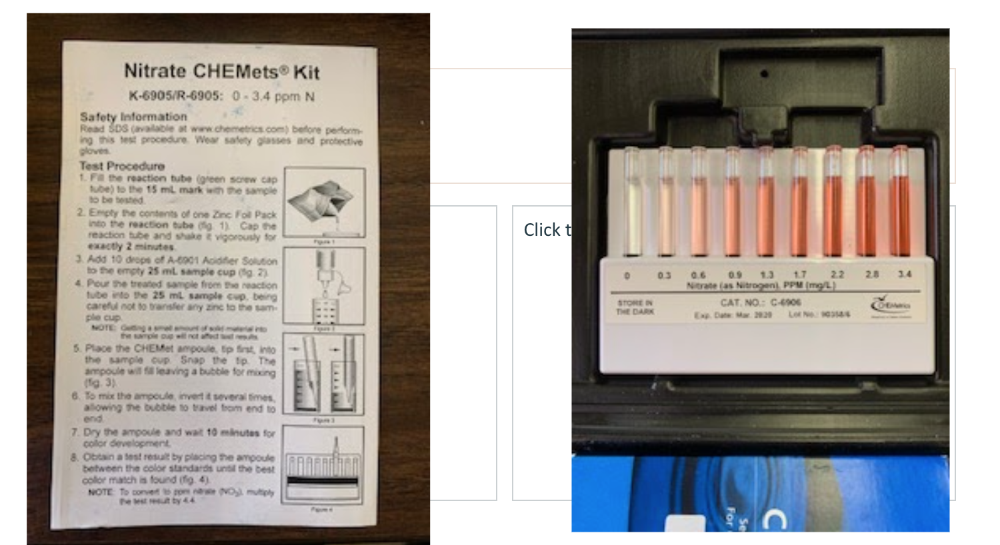 Nitrate CHEMets® Kit
K-6905/R-6905: 0 - 3.4 ppm N
Safety Information
Read SDS (available at www.chemetrics.com) before perform-
ing this test procedure. Wear safety glasses and protective
gloves.
Test Procedure
1. Fill the reaction tube (green screw cap
tube) to the 15 mL mark with the sample
to be tested.
2. Empty the contents of one Zinc Foil Pack
into the reaction tube (fig. 1). Cap the
reaction tube and shake it vigorously for
exactly 2 minutes.
3. Add 10 drops of A-6901 Acidifier Solution
to the empty 25 mL sample cup (fig. 2).
4. Pour the treated sample from the reaction
tube into the 25 mL sample cup, being
careful not to transfer any zinc to the sam-
ple cup.
NOTE: Getting a small amount of solid material into
the sample cup will not affect test results.
5. Place the CHEMet ampoule, tip first, into
the sample cup. Snap the tip. The
ampoule will fill leaving a bubble for mixing
(fig. 3).
6. To mix the ampoule, invert it several times,
allowing the bubble to travel from end to
end.
7. Dry the ampoule and wait 10 minutes for
color development.
8. Obtain a test result by placing the ampoule
between the color standards until the best
color match is found (fig. 4).
NOTE: To convert to ppm nitrate (NO3), multiply
the test result by 4.4.
Figure 1
Figure 2
Figure 3
Figure 4
Click t
0 0.3 0.6 0.9 1.3 1.7 2.2 2.8 3.4
Nitrate (as Nitrogen), PPM (mg/L)
STORE IN
THE DARK
CAT. NO.: C-6906
Exp. Date: Mar. 2020 Lot No.:
CHEMetrics
C
Se
For